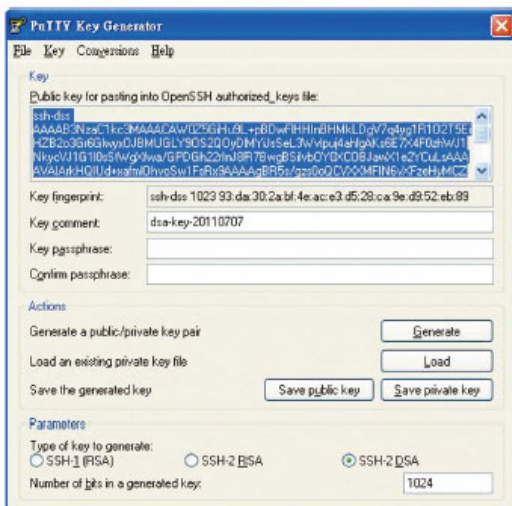 PuTTY Key Generator
File Key Conversions Help
Key
Public key for pasting into OpenSSH authorized_keys file:
ssh-dss
Key fingerprint: ssh-dss 1023 93:da:30:2a:bf:4e:ac:e3:d5:28:ca:9e:d9:52:eb:89
Key comment: dsa-key-20110707
Key passphrase:
Confirm passphrase:
Actions
Generate a public/private key pair Generate
Load an existing private key file Load
Save the generated key Save public key Save private key
Parameters
Type of key to generate:
SSH-1 (RSA) SSH-2 RSA SSH-2 DSA
Number of bits in a generated key: 1024